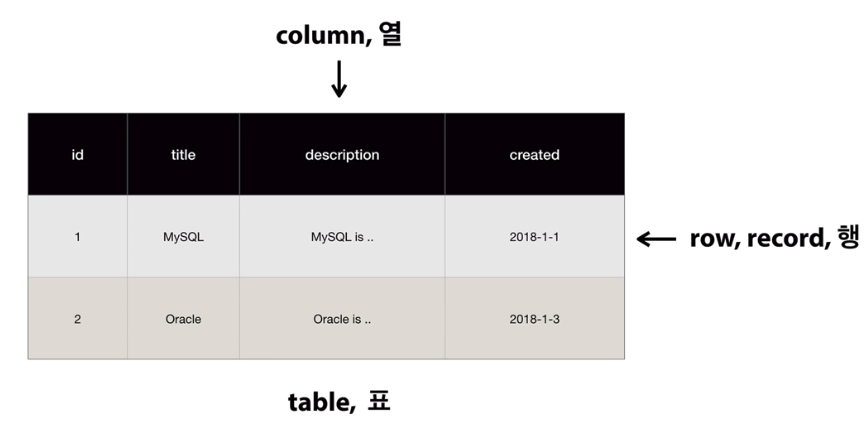 column, 열
id title description created
1 MySQL MySQL is .. 2018-1-1
row, record, 행
2 Oracle Oracle is .. 2018-1-3
table, 표